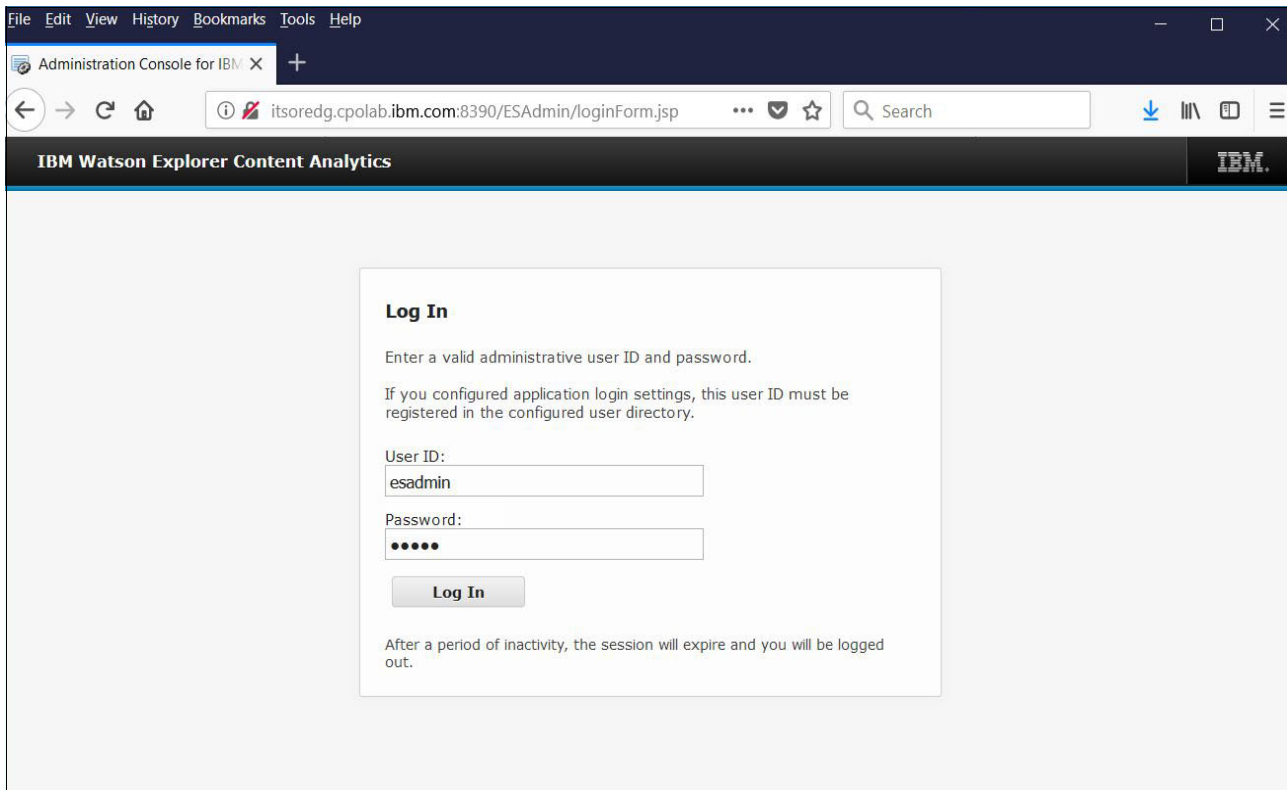 File Edit View History Bookmarks Tools Help
Administration Console for IBM
itsoredg.cpolab.ibm.com:8390/ESAdmin/loginForm.jsp
Search
IBM Watson Explorer Content Analytics
IBM.
Log In
Enter a valid administrative user ID and password.
If you configured application login settings, this user ID must be
registered in the configured user directory.
User ID:
esadmin
Password:
•••••
Log In
After a period of inactivity, the session will expire and you will be logged
out.